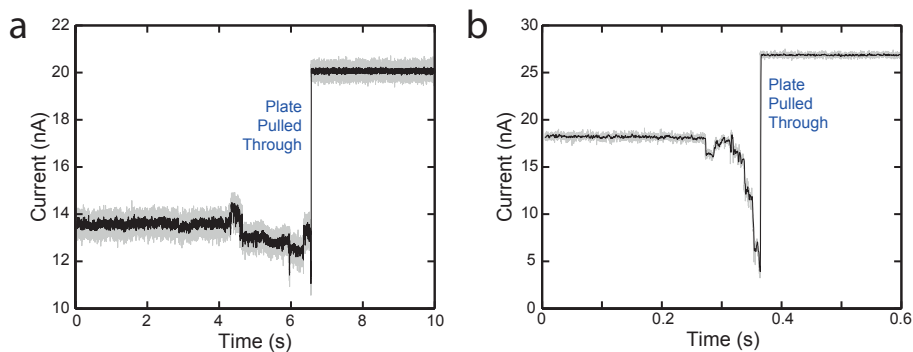 a
22
20
18
16
14
12
10
Current (nA)
Plate
Pulled
Through
0
2
4
6
8
10
Time (s)
b
30
25
20
15
10
5
0
Current (nA)
Plate
Pulled
Through
0
0.2
0.4
0.6
Time (s)